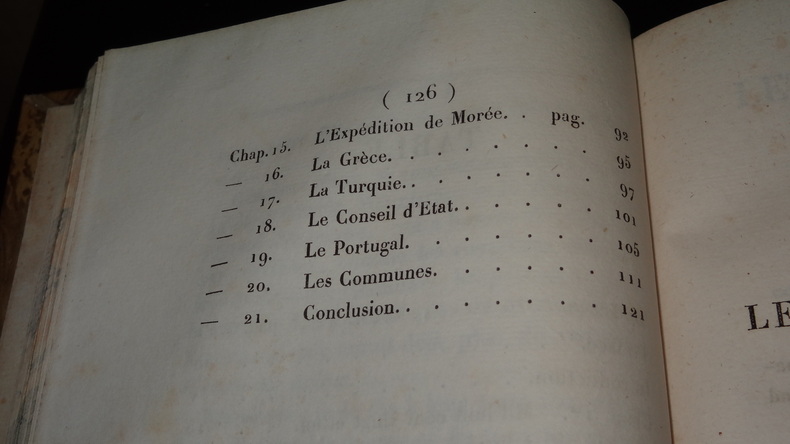 ( 126 )
Chap. 15. L'Expédition de Morée. . pag. 92
— 16. La Grèce. . . . . . . 95
— 17. La Turquie. . . . . . . 97
— 18. Le Conseil d'Etat. . . . . . 101
— 19. Le Portugal. . . . . . . 105
— 20. Les Communes. . . . . . 111
— 21. Conclusion. . . . . . . . 121
LE